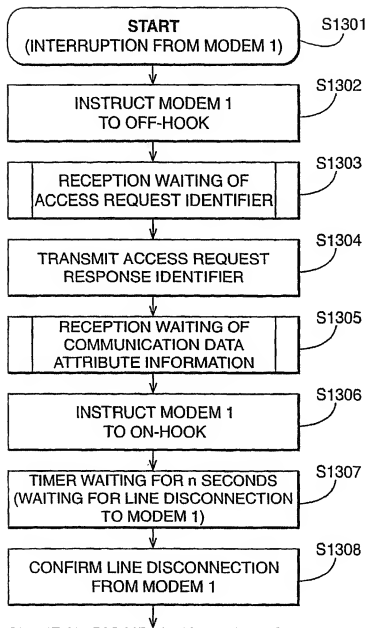 START
(INTERRUPTION FROM MODEM 1)
S1301
INSTRUCT MODEM 1
TO OFF-HOOK
S1302
RECEPTION WAITING OF
ACCESS REQUEST IDENTIFIER
S1303
TRANSMIT ACCESS REQUEST
RESPONSE IDENTIFIER
S1304
RECEPTION WAITING OF
COMMUNICATION DATA
ATTRIBUTE INFORMATION
S1305
INSTRUCT MODEM 1
TO ON-HOOK
S1306
TIMER WAITING FOR n SECONDS
(WAITING FOR LINE DISCONNECTION
TO MODEM 1)
S1307
CONFIRM LINE DISCONNECTION
FROM MODEM 1
S1308